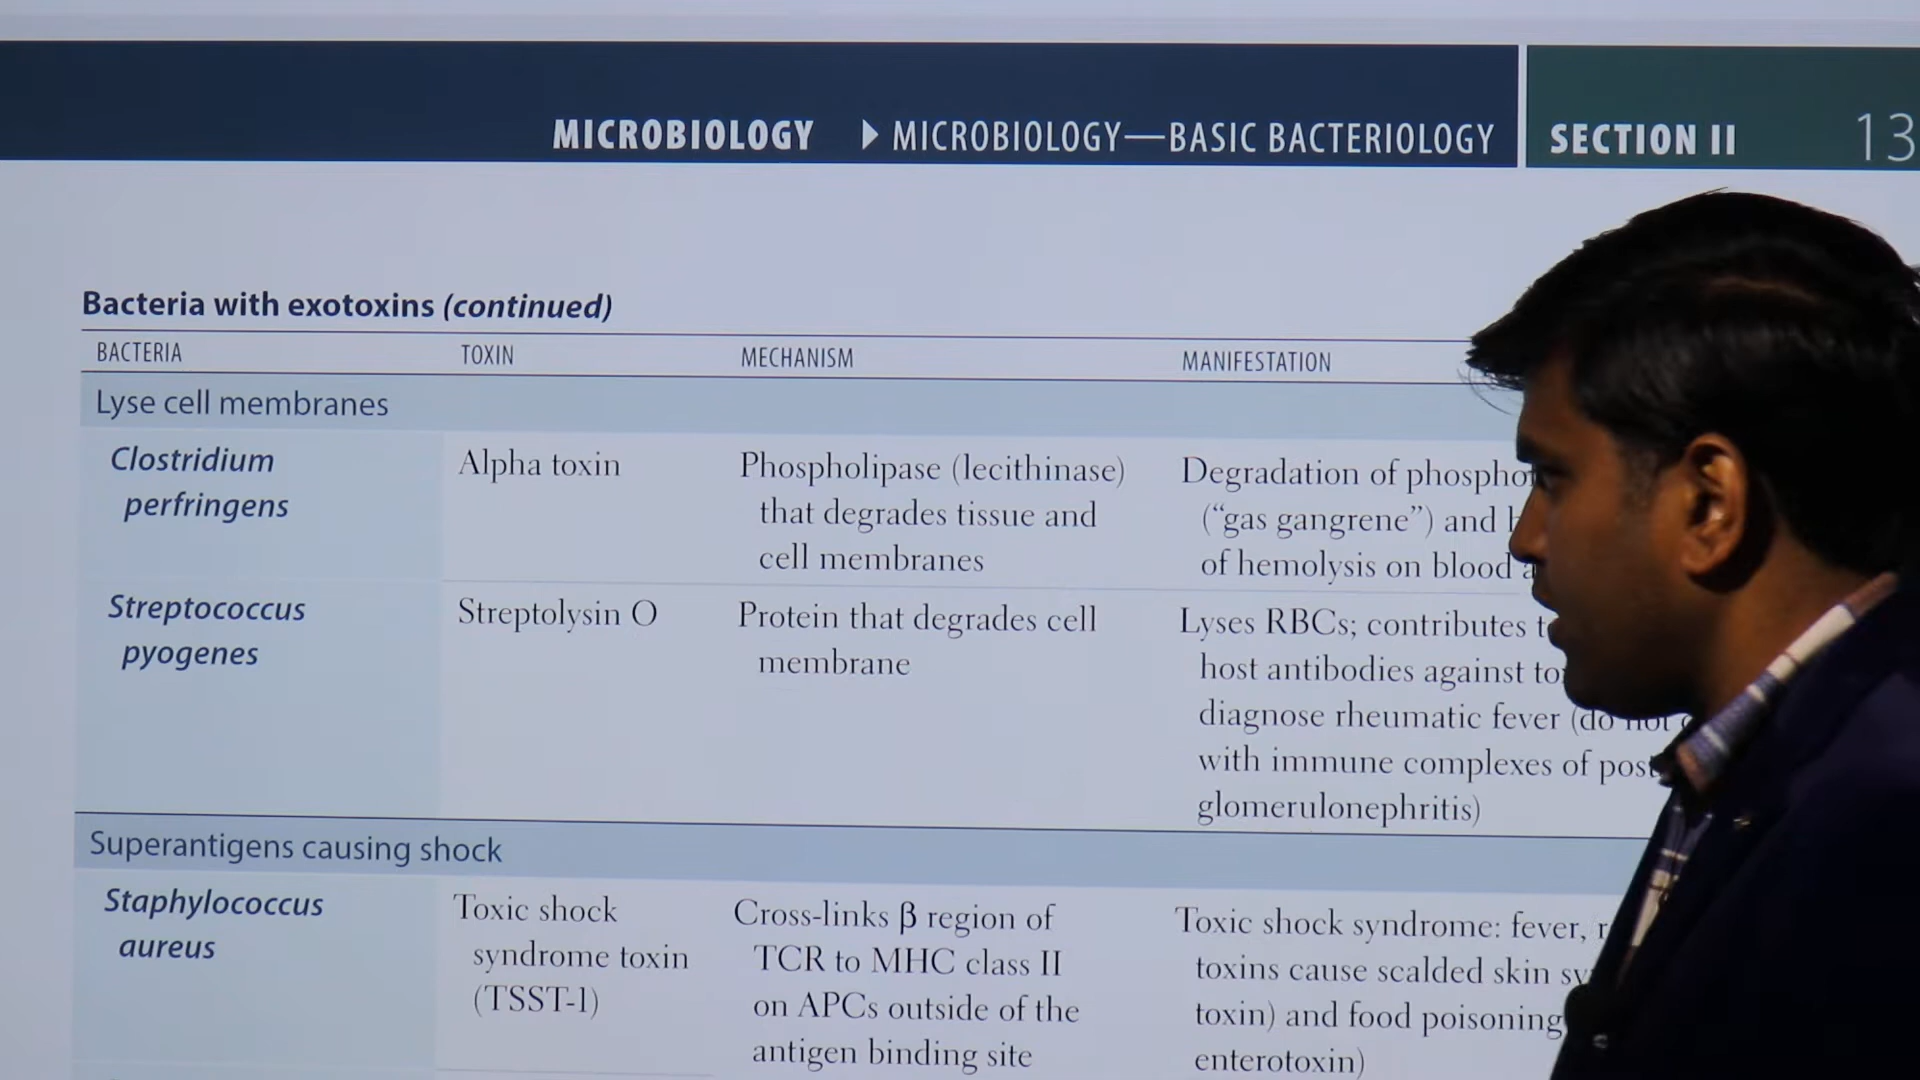 MICROBIOLOGY ▶ MICROBIOLOGY—BASIC BACTERIOLOGY SECTION II 13
Bacteria with exotoxins (continued)
BACTERIA TOXIN MECHANISM MANIFESTATION
Lyse cell membranes
Clostridium
perfringens
Alpha toxin
Phospholipase (lecithinase)
that degrades tissue and
cell membranes
Degradation of
("gas gangrene") and
of hemolysis on blood
Streptococcus
pyogenes
Streptolysin O
Protein that degrades cell
membrane
Lyses RBCs; contributes
host antibodies against
diagnose rheumatic fever (do not
with immune complexes of
glomerulonephritis)
Superantigens causing shock
Staphylococcus
aureus
Toxic shock
syndrome toxin
(TSST-1)
Cross-links β region of
TCR to MHC class II
on APCs outside of the
antigen binding site
Toxic shock syndrome: fever,
toxins cause scalded skin
toxin) and food poisoning
enterotoxin)